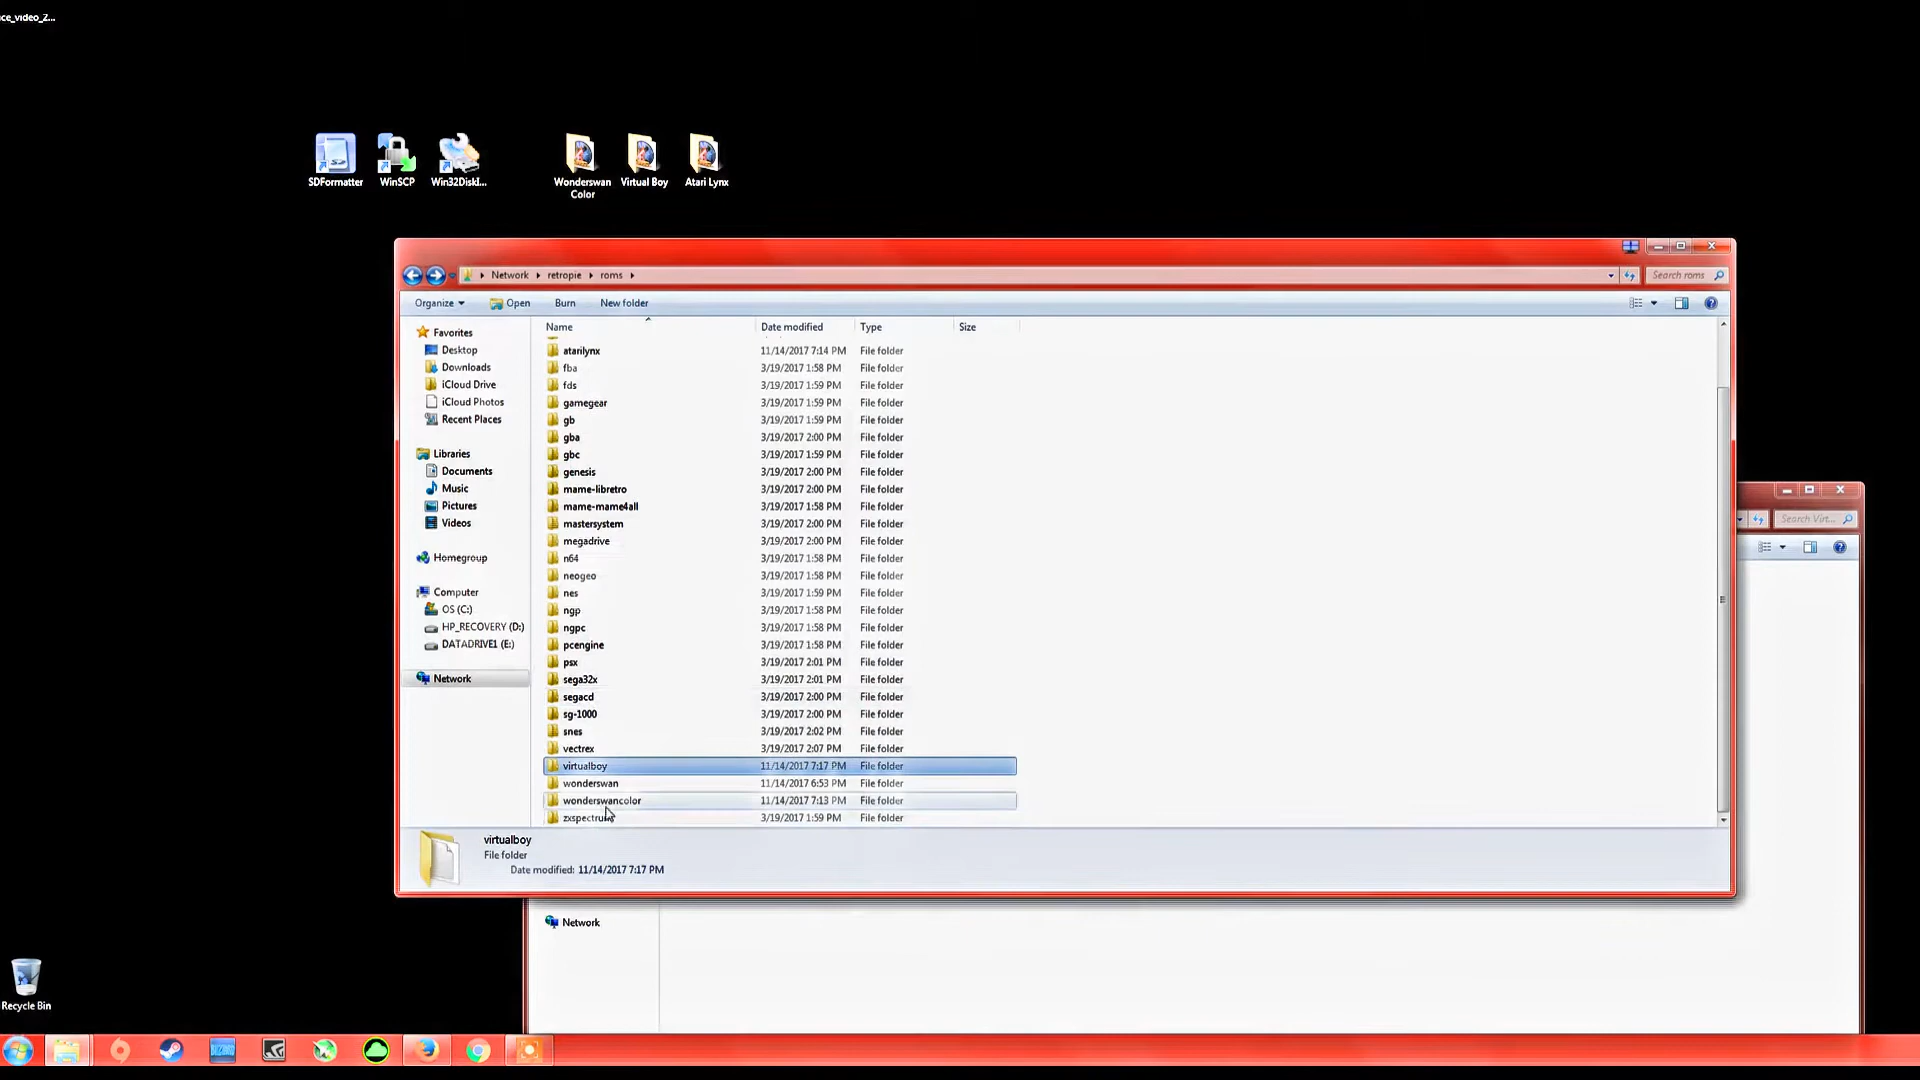 ce_video_Z...
SDFormatter
WinSCP
Win32DiskI...
Wonderswan
Color
Virtual Boy
Atari Lynx
Network
retropie
roms
Search roms
Organize
Open
Burn
New folder
Name
Date modified
Type
Size
Favorites
Desktop
Downloads
iCloud Drive
iCloud Photos
Recent Places
Libraries
Documents
Music
Pictures
Videos
Homegroup
Computer
OS (C:)
HP_RECOVERY (D:)
DATADRIVE1 (E:)
Network
atarilynx 11/14/2017 7:14 PM File folder
fba 3/19/2017 1:58 PM File folder
fds 3/19/2017 1:59 PM File folder
gamegear 3/19/2017 1:59 PM File folder
gb 3/19/2017 1:59 PM File folder
gba 3/19/2017 2:00 PM File folder
gbc 3/19/2017 1:59 PM File folder
genesis 3/19/2017 2:00 PM File folder
mame-libretro 3/19/2017 2:00 PM File folder
mame-mame4all 3/19/2017 1:58 PM File folder
mastersystem 3/19/2017 2:00 PM File folder
megadrive 3/19/2017 2:00 PM File folder
n64 3/19/2017 1:58 PM File folder
neogeo 3/19/2017 1:58 PM File folder
nes 3/19/2017 1:59 PM File folder
ngp 3/19/2017 1:58 PM File folder
ngpc 3/19/2017 1:58 PM File folder
pcengine 3/19/2017 1:58 PM File folder
psx 3/19/2017 2:01 PM File folder
sega32x 3/19/2017 2:01 PM File folder
segacd 3/19/2017 2:00 PM File folder
sg-1000 3/19/2017 2:00 PM File folder
snes 3/19/2017 2:02 PM File folder
vectrex 3/19/2017 2:07 PM File folder
virtualboy 11/14/2017 7:17 PM File folder
wonderswan 11/14/2017 6:53 PM File folder
wonderswancolor 11/14/2017 7:13 PM File folder
zxspectrum 3/19/2017 1:59 PM File folder
virtualboy
File folder
Date modified: 11/14/2017 7:17 PM
Search Virt...
Network
Recycle Bin